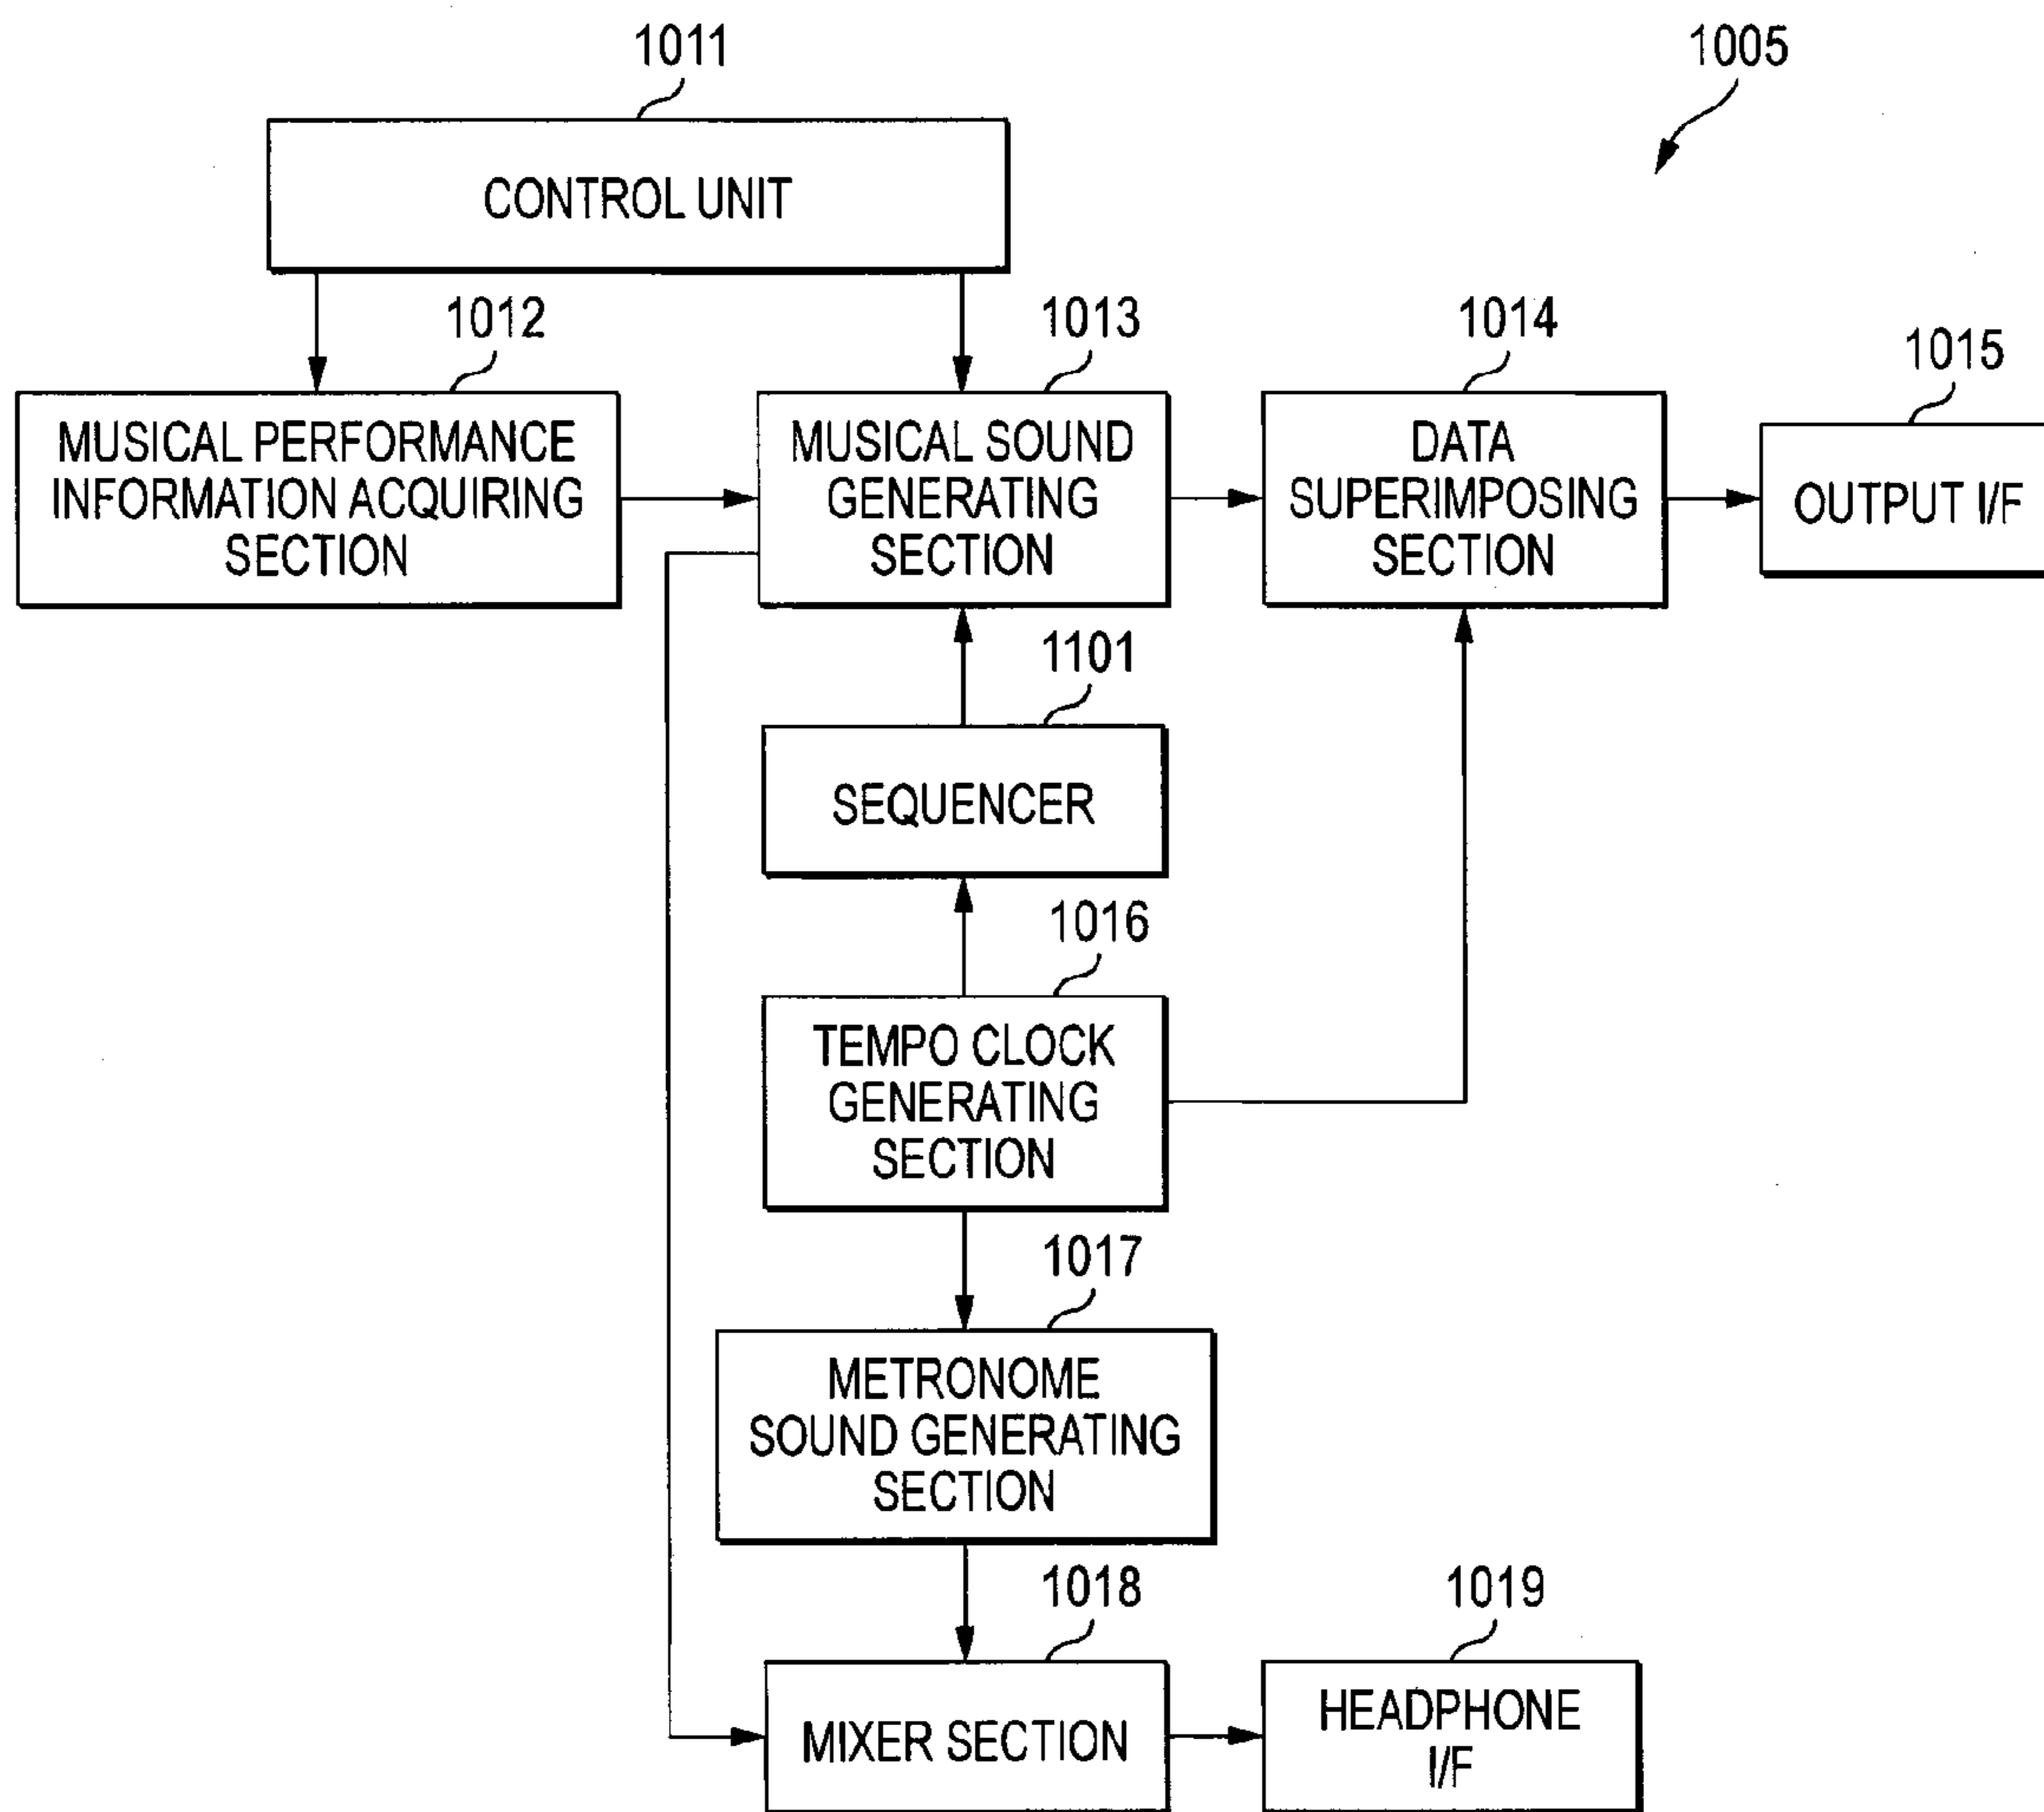 1011
1005
CONTROL UNIT
1012
1013
1014
1015
MUSICAL PERFORMANCE
INFORMATION ACQUIRING
SECTION
MUSICAL SOUND
GENERATING
SECTION
DATA
SUPERIMPOSING
SECTION
OUTPUT I/F
1101
SEQUENCER
1016
TEMPO CLOCK
GENERATING
SECTION
1017
METRONOME
SOUND GENERATING
SECTION
1018
1019
MIXER SECTION
HEADPHONE
I/F